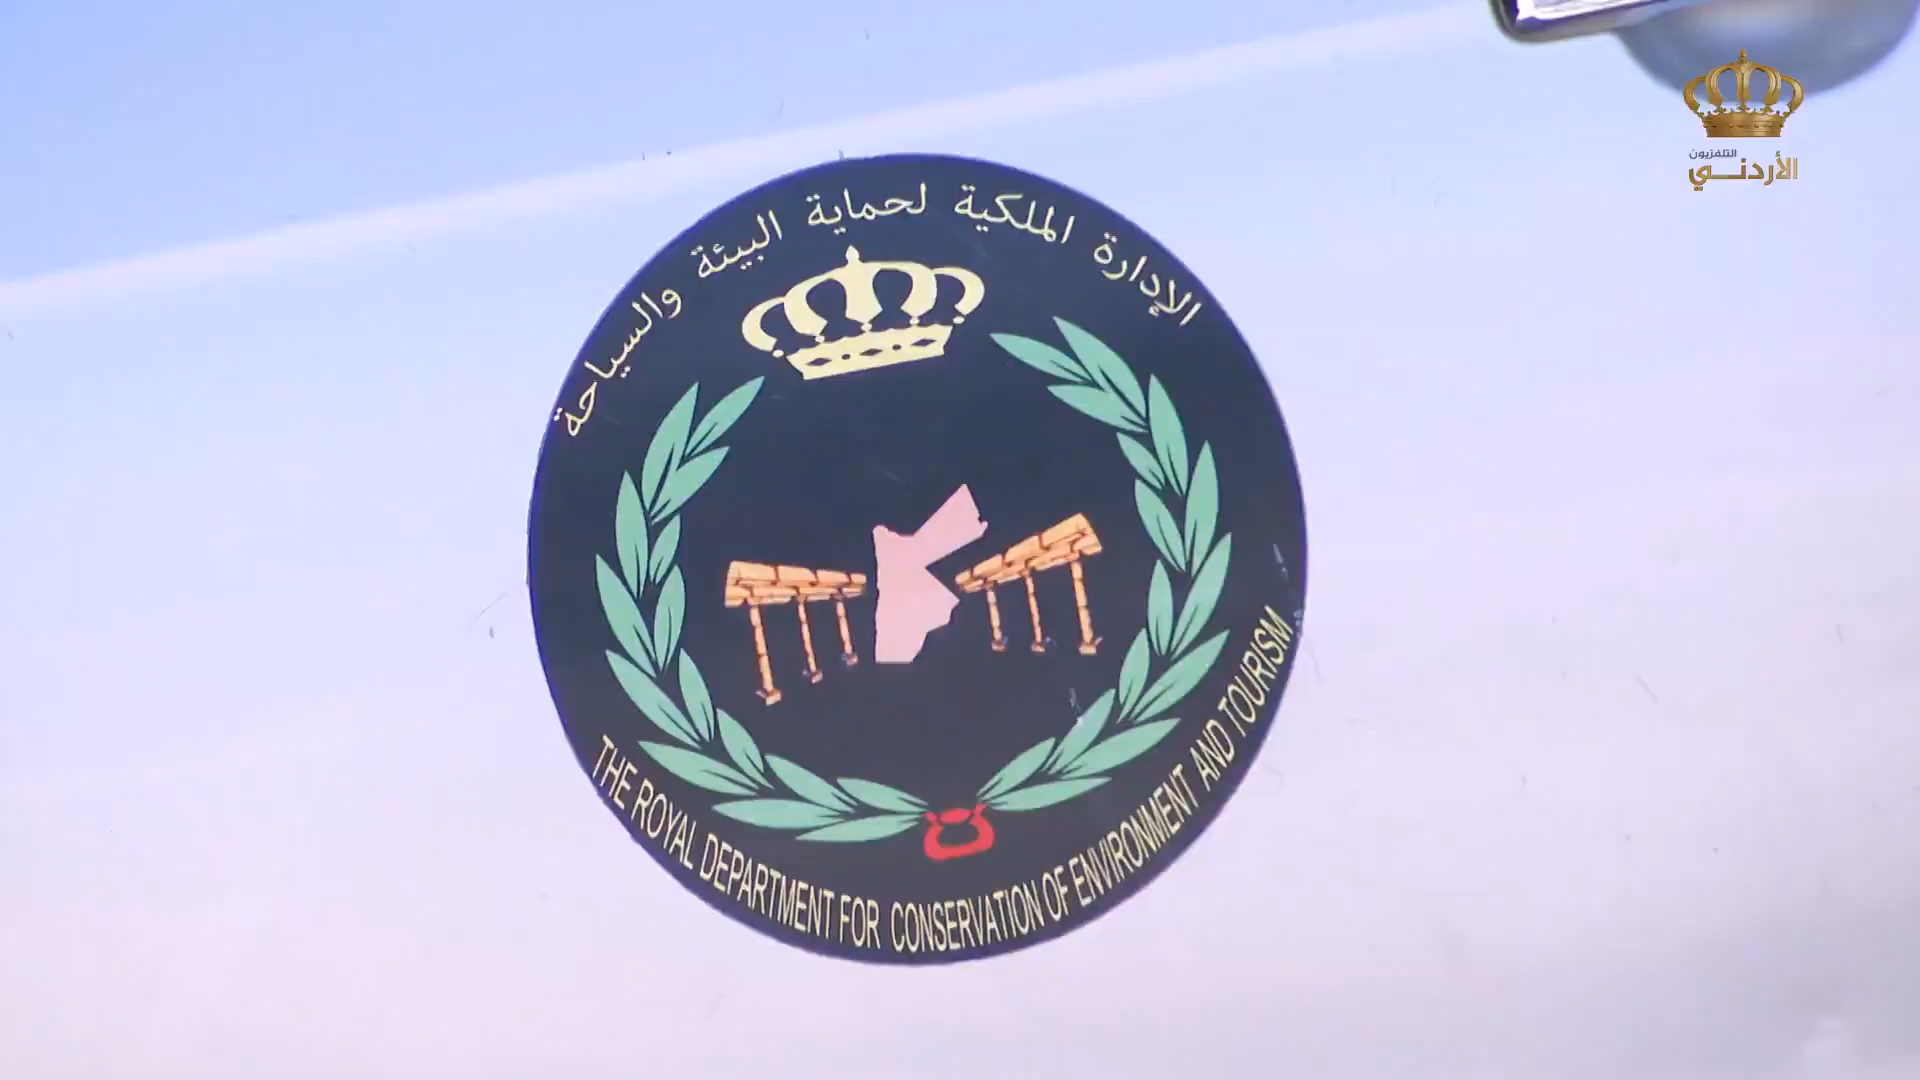 التلفزيون
الأردني
الإدارة الملكية لحماية البيئة والسياحة
THE ROYAL DEPARTMENT FOR CONSERVATION OF ENVIRONMENT AND TOURISM